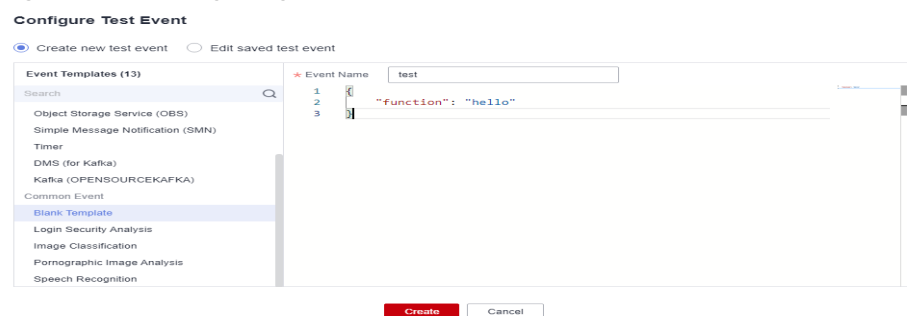 Configure Test Event
Create new test event Edit saved test event
Event Templates (13)
Search
Object Storage Service (OBS)
Simple Message Notification (SMN)
Timer
DMS (for Kafka)
Kafka (OPENSOURCEKAFKA)
Common Event
Blank Template
Login Security Analysis
Image Classification
Pornographic Image Analysis
Speech Recognition
* Event Name test
1 {
2 "function": "hello"
3 }
Create Cancel